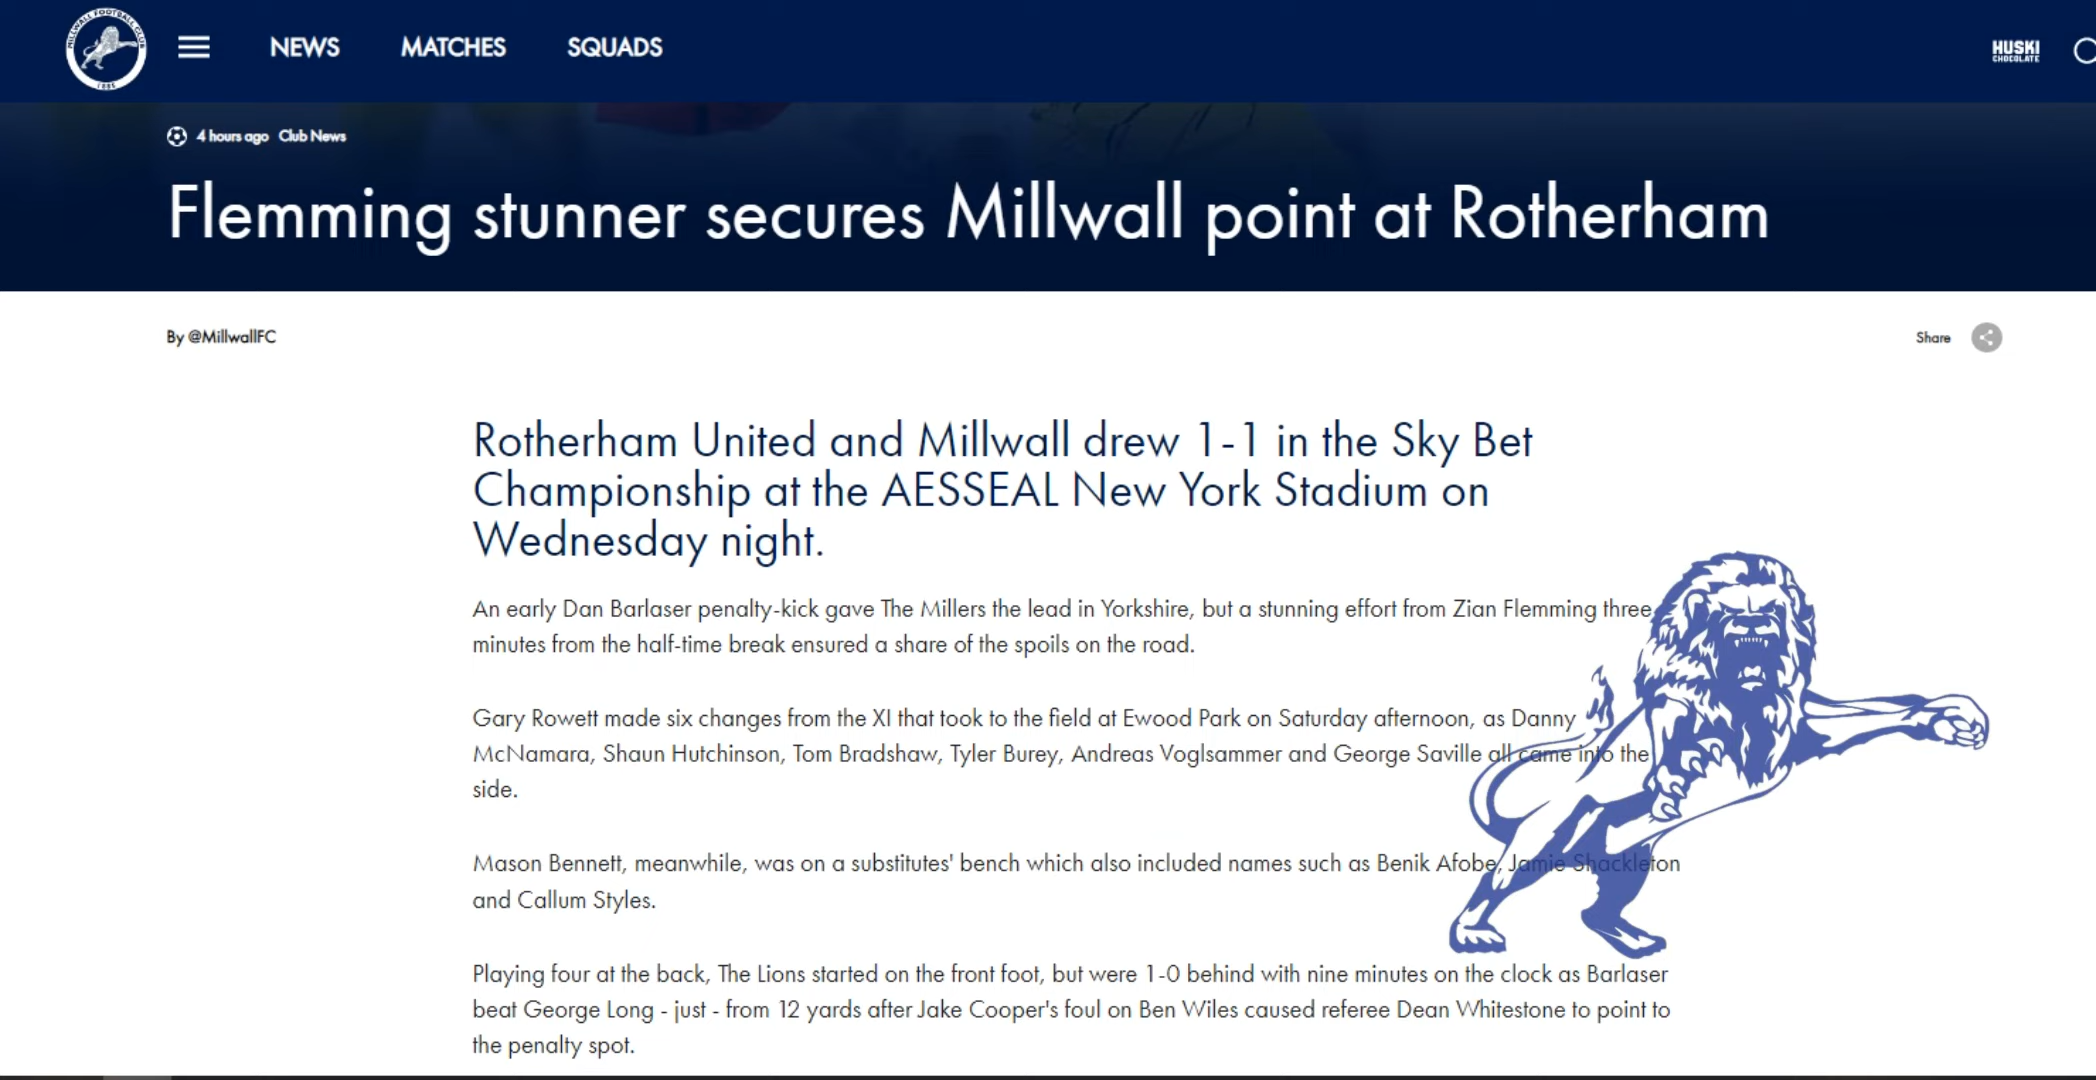 MILLWALL FOOTBALL CLUB
1885
NEWS MATCHES SQUADS
HUSKI
CHOCOLATE
4 hours ago Club News
Flemming stunner secures Millwall point at Rotherham
By @MillwallFC
Share
Rotherham United and Millwall drew 1-1 in the Sky Bet
Championship at the AESSEAL New York Stadium on
Wednesday night.
An early Dan Barlaser penalty-kick gave The Millers the lead in Yorkshire, but a stunning effort from Zian Flemming three
minutes from the half-time break ensured a share of the spoils on the road.
Gary Rowett made six changes from the XI that took to the field at Ewood Park on Saturday afternoon, as Danny
McNamara, Shaun Hutchinson, Tom Bradshaw, Tyler Burey, Andreas Voglsammer and George Saville all came into the
side.
Mason Bennett, meanwhile, was on a substitutes' bench which also included names such as Benik Afobe, Jamie Shackleton
and Callum Styles.
Playing four at the back, The Lions started on the front foot, but were 1-0 behind with nine minutes on the clock as Barlaser
beat George Long - just - from 12 yards after Jake Cooper's foul on Ben Wiles caused referee Dean Whitestone to point to
the penalty spot.